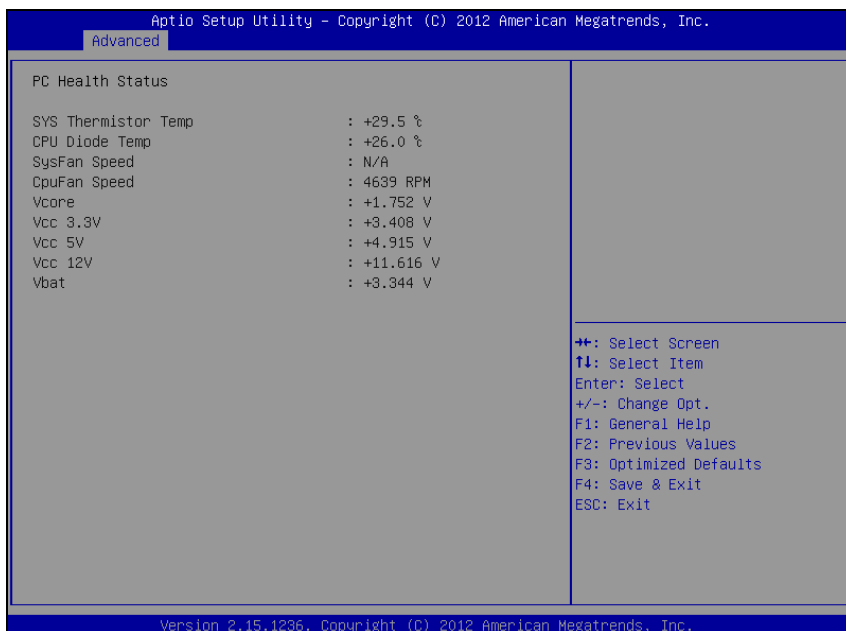 Aptio Setup Utility – Copyright (C) 2012 American Megatrends, Inc.
Advanced
PC Health Status
SYS Thermistor Temp : +29.5 ℃
CPU Diode Temp : +26.0 ℃
SysFan Speed : N/A
CpuFan Speed : 4639 RPM
Vcore : +1.752 V
Vcc 3.3V : +3.408 V
Vcc 5V : +4.915 V
Vcc 12V : +11.616 V
Vbat : +3.344 V
→←: Select Screen
↑↓: Select Item
Enter: Select
+/-: Change Opt.
F1: General Help
F2: Previous Values
F3: Optimized Defaults
F4: Save & Exit
ESC: Exit
Version 2.15.1236. Copyright (C) 2012 American Megatrends, Inc.